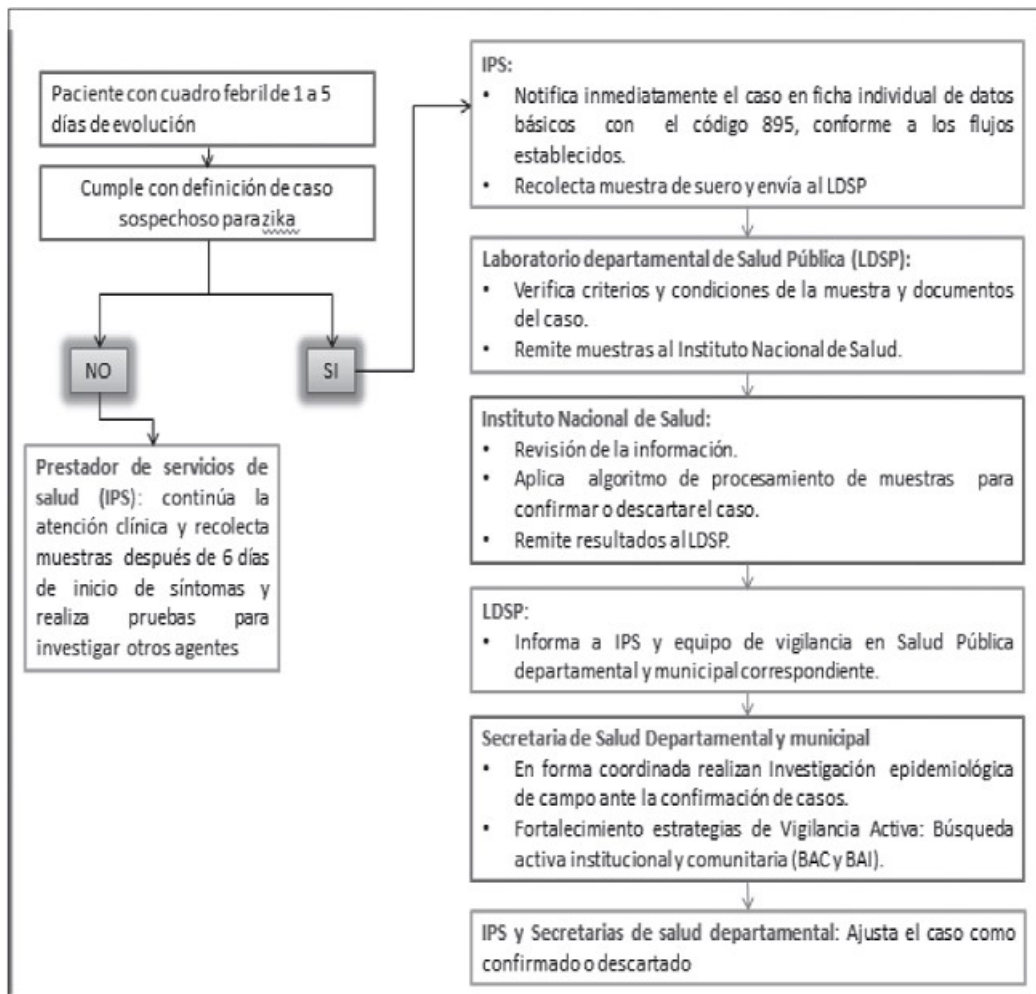 Paciente con cuadro febril de 1 a 5
días de evolución
Cumple con definición de caso
sospechoso parazika
NO
SI
Prestador de servicios de
salud (IPS): continúa la
atención clínica y recolecta
muestras después de 6 días
de inicio de síntomas y
realiza pruebas para
investigar otros agentes
IPS:
• Notifica inmediatamente el caso en ficha individual de datos
básicos con el código 895, conforme a los flujos
establecidos.
• Recolecta muestra de suero y envía al LDSP
Laboratorio departamental de Salud Pública (LDSP):
• Verifica criterios y condiciones de la muestra y documentos
del caso.
• Remite muestras al Instituto Nacional de Salud.
Instituto Nacional de Salud:
• Revisión de la información.
• Aplica algoritmo de procesamiento de muestras para
confirmar o descartar el caso.
• Remite resultados al LDSP.
LDSP:
• Informa a IPS y equipo de vigilancia en Salud Pública
departamental y municipal correspondiente.
Secretaria de Salud Departamental y municipal
• En forma coordinada realizan Investigación epidemiológica
de campo ante la confirmación de casos.
• Fortalecimiento estrategias de Vigilancia Activa: Búsqueda
activa institucional y comunitaria (BAC y BAI).
IPS y Secretarias de salud departamental: Ajusta el caso como
confirmado o descartado